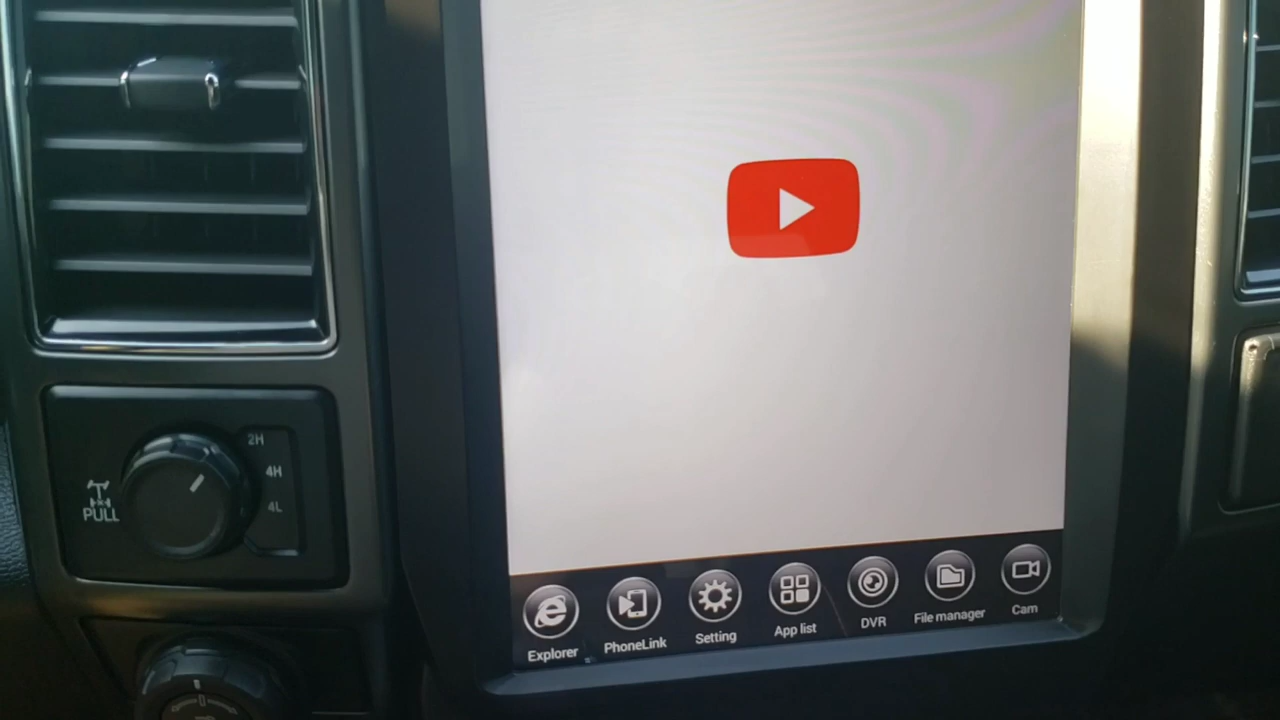 2H
4H
4L
PULL
Explorer
PhoneLink
Setting
App list
DVR
File manager
Cam